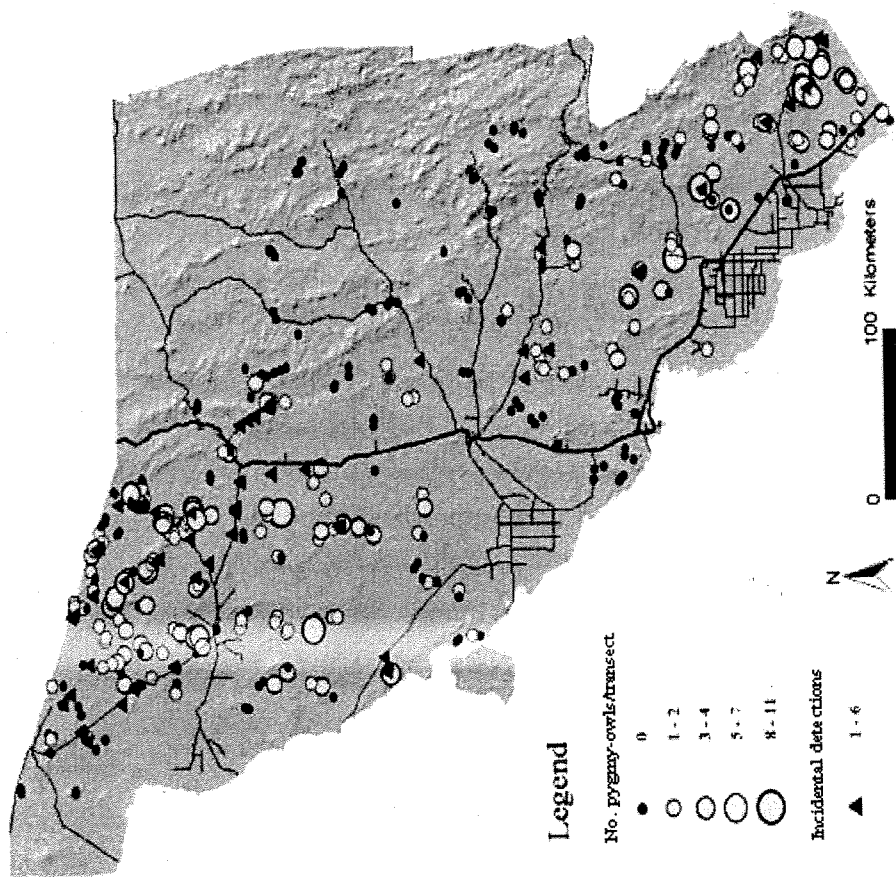 Legend
No. pygmy-owls/transect
0
1 - 2
3 - 4
5 - 7
8 - 11
Incidental detections
1 - 6
N
0 100 Kilometers